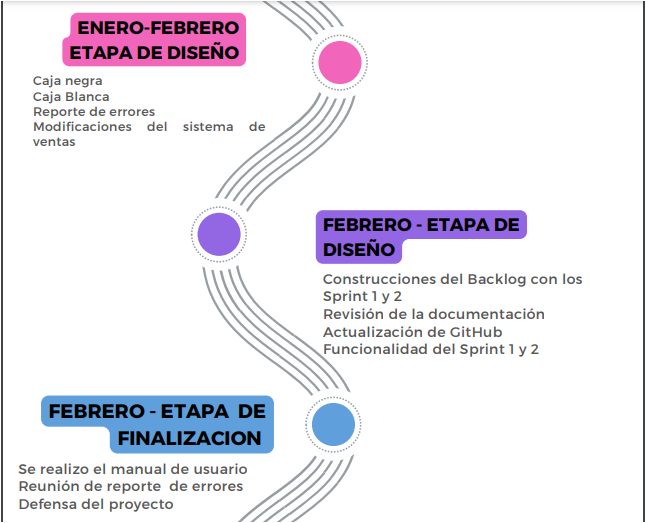 ENERO-FEBRERO
ETAPA DE DISEÑO
Caja negra
Caja Blanca
Reporte de errores
Modificaciones del sistema de
ventas
FEBRERO - ETAPA DE
DISEÑO
Construcciones del Backlog con los
Sprint 1 y 2
Revisión de la documentación
Actualización de GitHub
Funcionalidad del Sprint 1 y 2
FEBRERO - ETAPA DE
FINALIZACION
Se realizo el manual de usuario
Reunión de reporte de errores
Defensa del proyecto